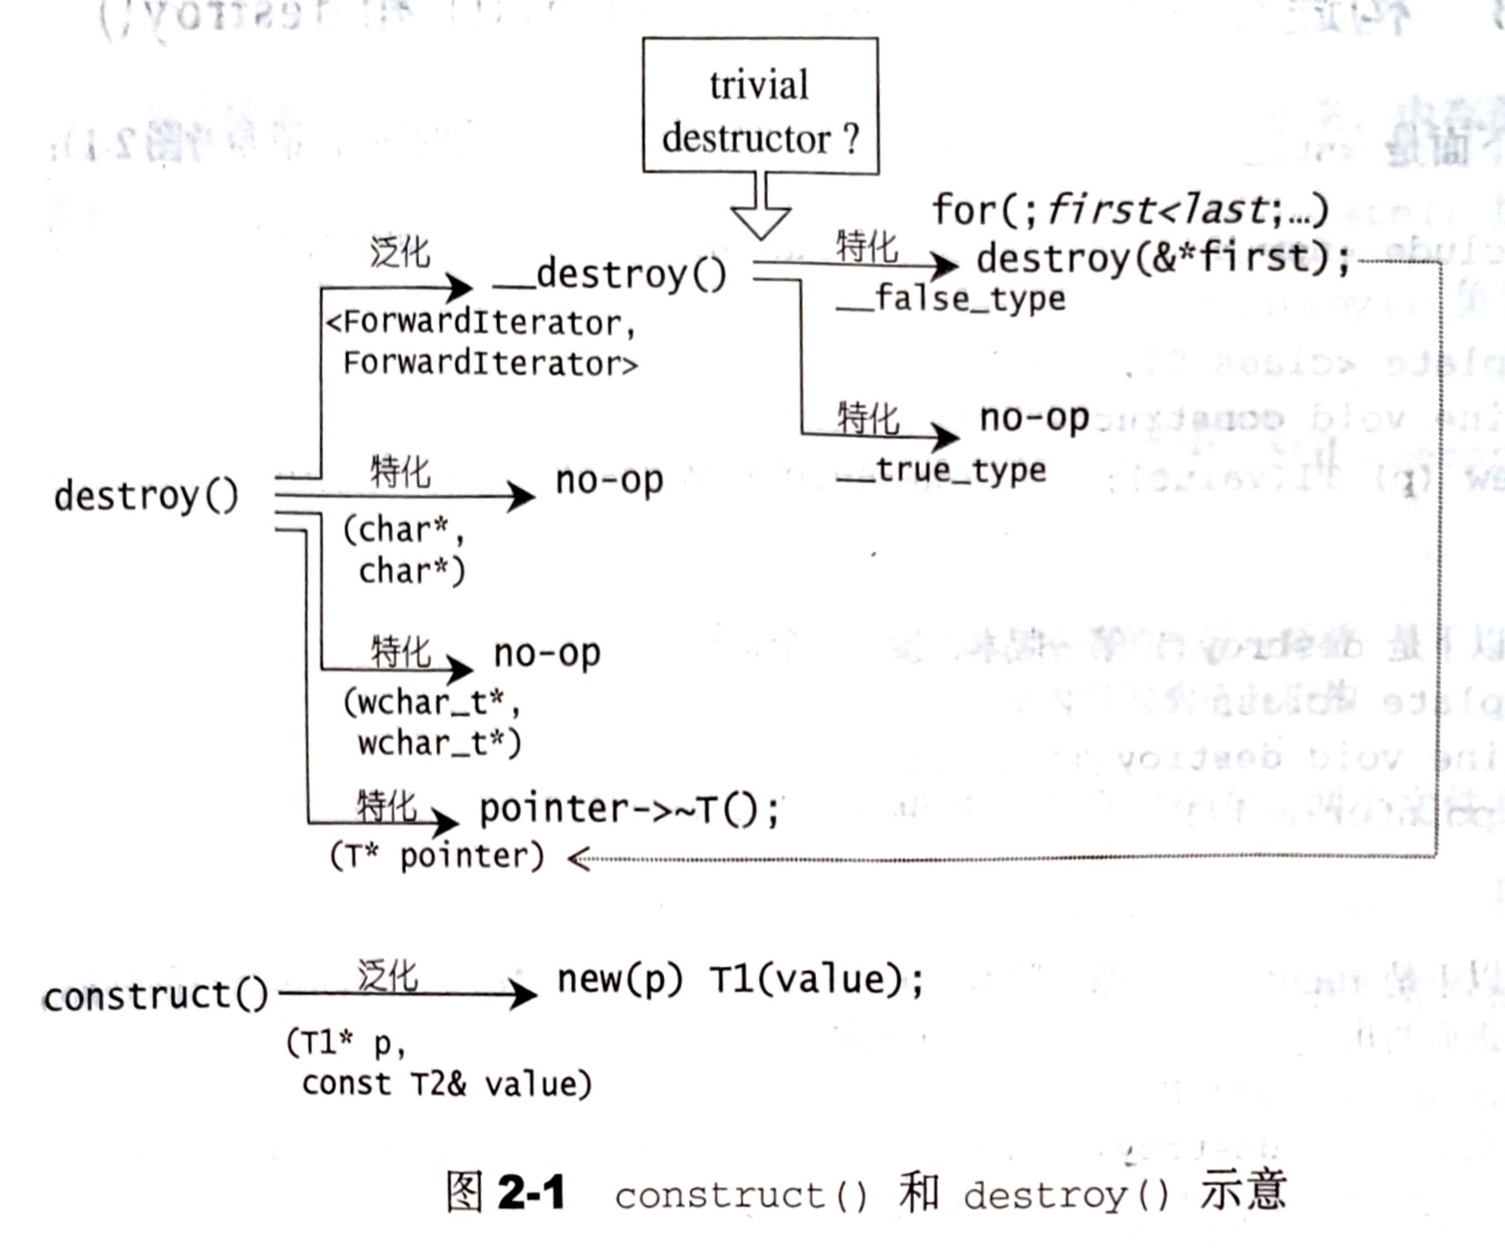 trivial
destructor ?
for(;first<last;…)
泛化
__destroy()
特化
destroy(&*first);
<ForwardIterator,
ForwardIterator>
__false_type
特化
no-op
__true_type
destroy()
特化
no-op
(char*,
char*)
特化
no-op
(wchar_t*,
wchar_t*)
特化
pointer->~T();
(T* pointer)
construct()
泛化
new(p) T1(value);
(T1* p,
const T2& value)
图 2-1 construct() 和 destroy() 示意